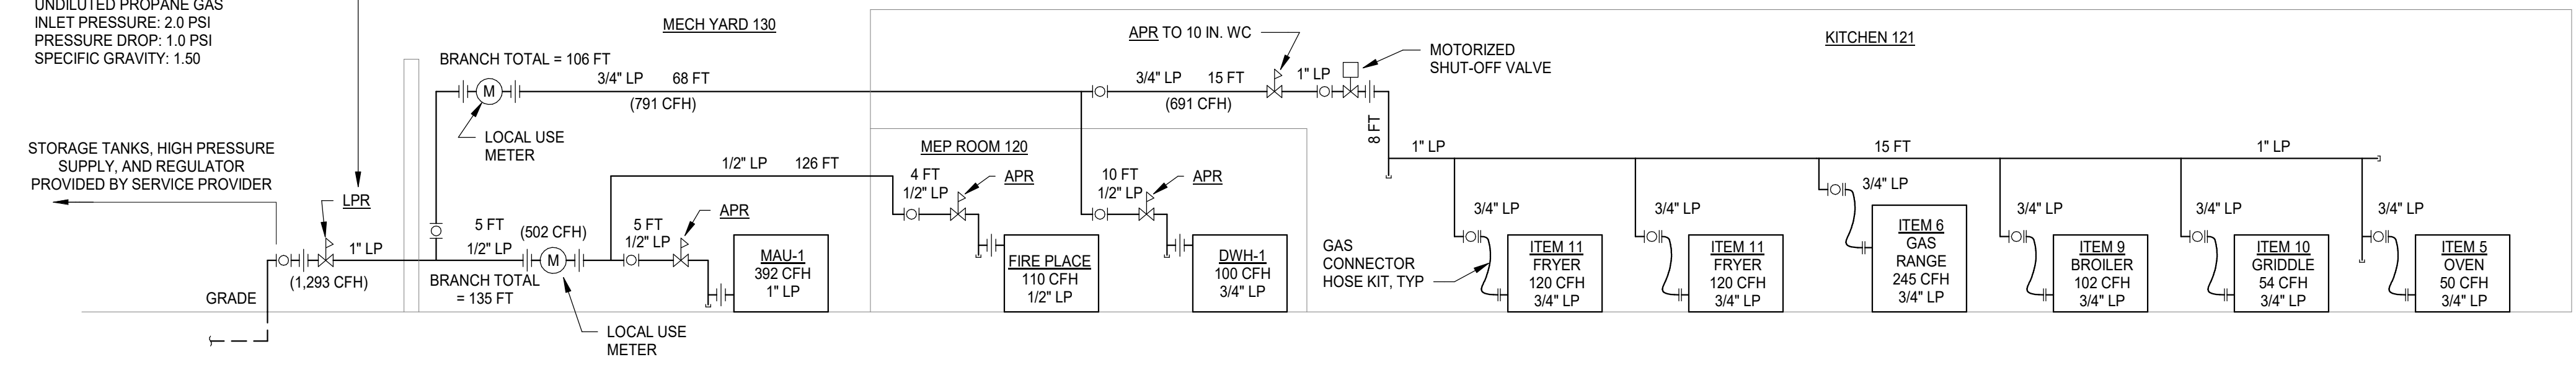 UNDILUTED PROPANE GAS
INLET PRESSURE: 2.0 PSI
PRESSURE DROP: 1.0 PSI
SPECIFIC GRAVITY: 1.50
MECH YARD 130
KITCHEN 121
BRANCH TOTAL = 106 FT
3/4" LP 68 FT
(791 CFH)
M
LOCAL USE
METER
APR TO 10 IN. WC
MOTORIZED
SHUT-OFF VALVE
3/4" LP 15 FT
(691 CFH)
1" LP
8 FT
1" LP
15 FT
1" LP
STORAGE TANKS, HIGH PRESSURE
SUPPLY, AND REGULATOR
PROVIDED BY SERVICE PROVIDER
LPR
1" LP
(1,293 CFH)
GRADE
5 FT
1/2" LP
(502 CFH)
M
BRANCH TOTAL
= 135 FT
LOCAL USE
METER
1/2" LP 126 FT
5 FT
1/2" LP
APR
MAU-1
392 CFH
1" LP
MEP ROOM 120
4 FT
1/2" LP
APR
FIRE PLACE
110 CFH
1/2" LP
10 FT
1/2" LP
APR
DWH-1
100 CFH
3/4" LP
GAS
CONNECTOR
HOSE KIT, TYP
3/4" LP
ITEM 11
FRYER
120 CFH
3/4" LP
3/4" LP
ITEM 11
FRYER
120 CFH
3/4" LP
3/4" LP
ITEM 6
GAS
RANGE
245 CFH
3/4" LP
3/4" LP
ITEM 9
BROILER
102 CFH
3/4" LP
3/4" LP
ITEM 10
GRIDDLE
54 CFH
3/4" LP
3/4" LP
ITEM 5
OVEN
50 CFH
3/4" LP